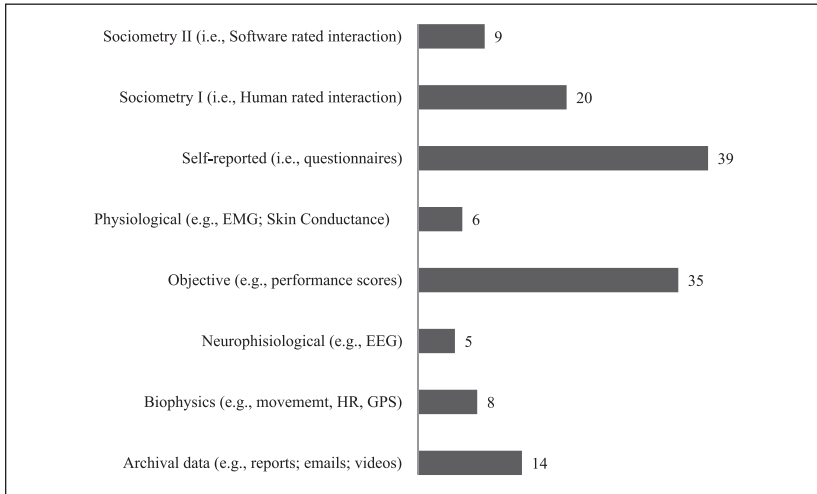 Sociometry II (i.e., Software rated interaction) 9
Sociometry I (i.e., Human rated interaction) 20
Self-reported (i.e., questionnaires) 39
Physiological (e.g., EMG; Skin Conductance) 6
Objective (e.g., performance scores) 35
Neurophisiological (e.g., EEG) 5
Biophysics (e.g., movememt, HR, GPS) 8
Archival data (e.g., reports; emails; videos) 14